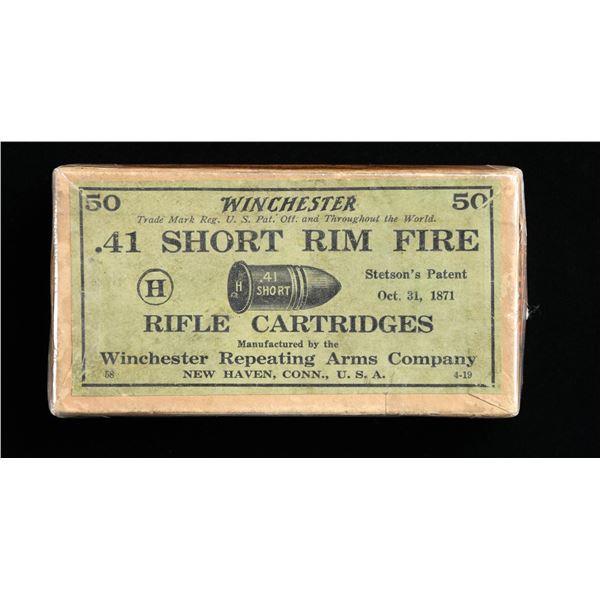 50 WINCHESTER 50
Trade Mark Reg. U. S. Pat. Off. and Throughout the World.
.41 SHORT RIM FIRE
H
H
.41
SHORT
Stetson's Patent
Oct. 31, 1871
RIFLE CARTRIDGES
Manufactured by the
Winchester Repeating Arms Company
58 NEW HAVEN, CONN., U. S. A. 4-19